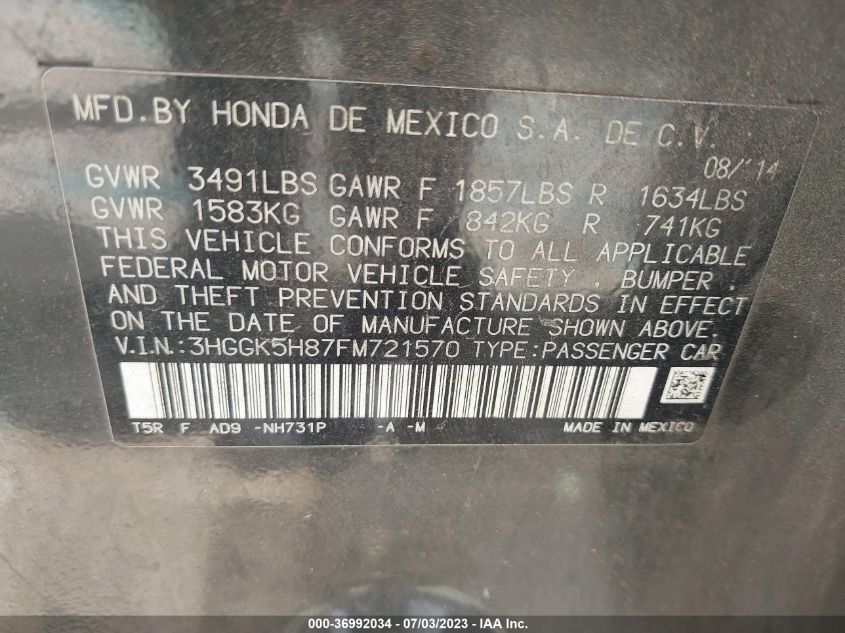 MFD.BY HONDA DE MEXICO S.A. DE C.V.
08/'14
GVWR 3491LBS GAWR F 1857LBS R 1634LBS
GVWR 1583KG GAWR F 842KG R 741KG
THIS VEHICLE CONFORMS TO ALL APPLICABLE
FEDERAL MOTOR VEHICLE SAFETY , BUMPER ,
AND THEFT PREVENTION STANDARDS IN EFFECT
ON THE DATE OF MANUFACTURE SHOWN ABOVE.
V.I.N.:3HGGK5H87FM721570 TYPE:PASSENGER CAR
T5R F AD9 -NH731P -A -M MADE IN MEXICO
000-36992034 - 07/03/2023 - IAA Inc.